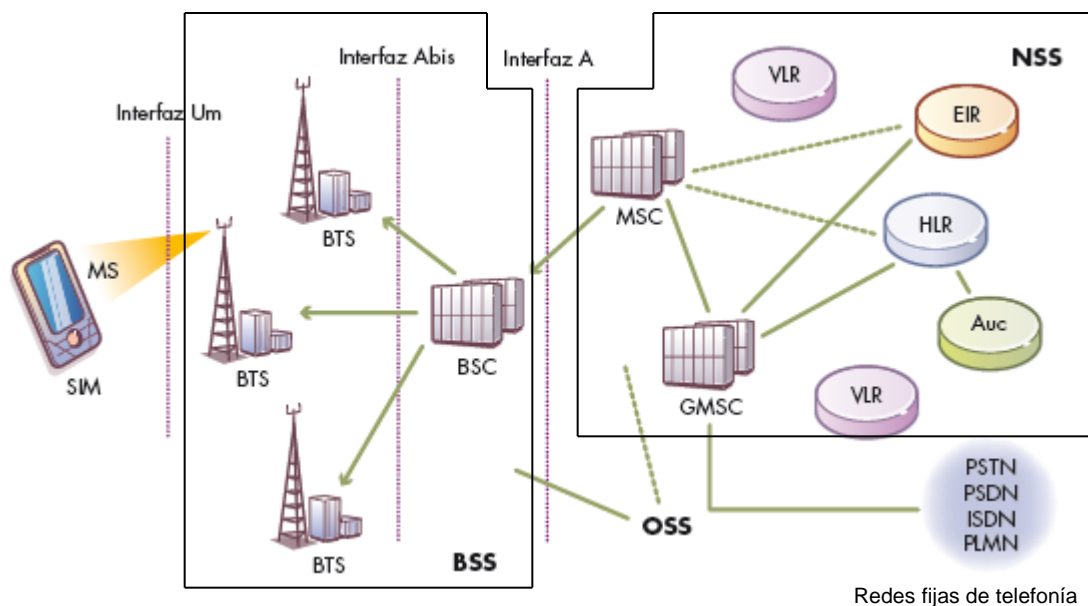 Interfaz Um
Interfaz Abis
Interfaz A
NSS
VLR
EIR
MSC
HLR
BTS
MS
SIM
BTS
BSC
GMSC
Auc
VLR
BTS
BSS
OSS
PSTN
PSDN
ISDN
PLMN
Redes fijas de telefonía